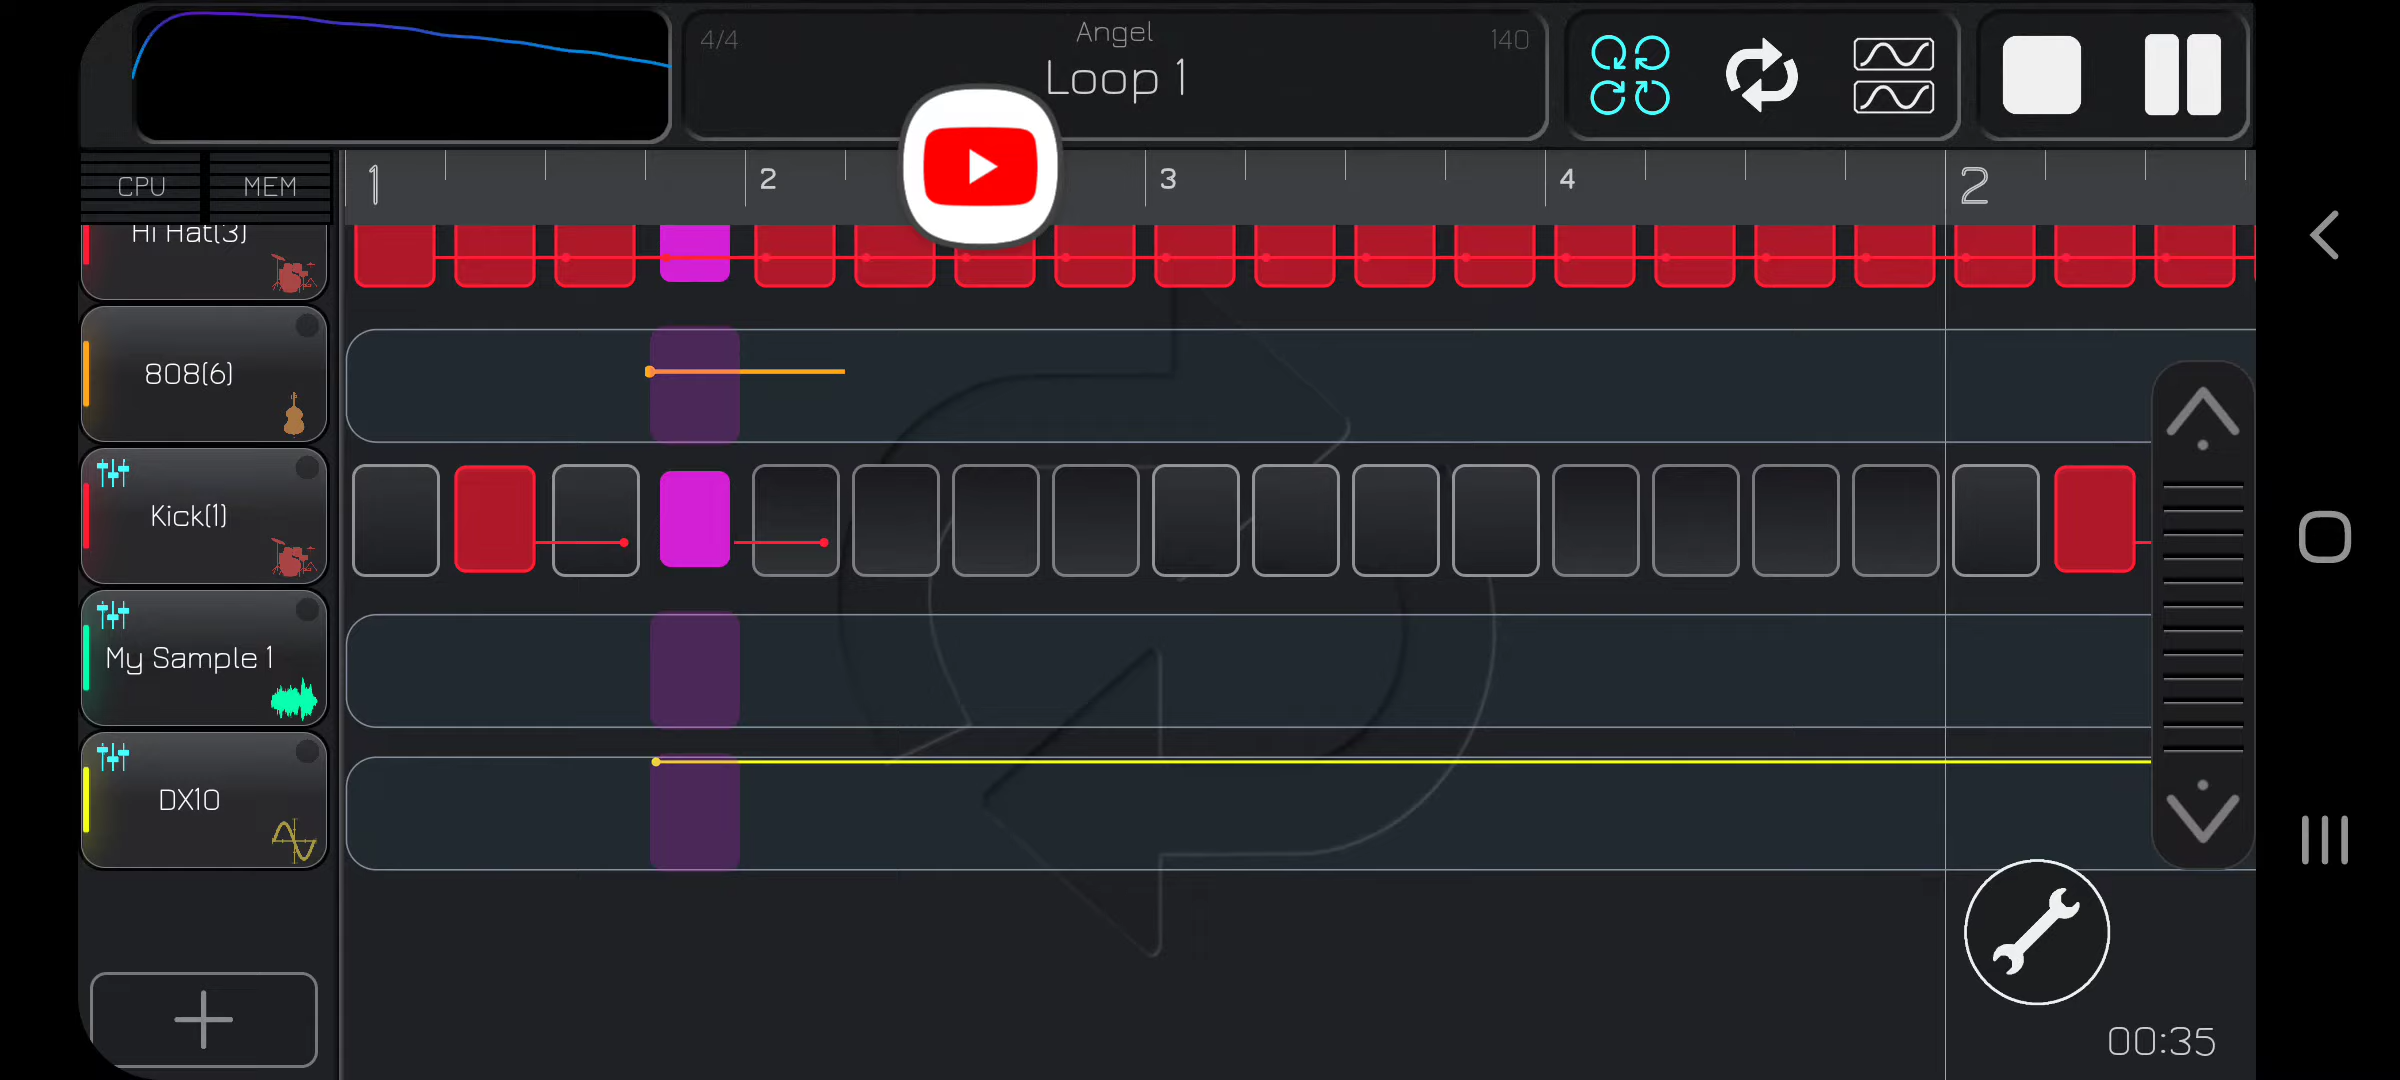 4/4
Angel
140
Loop 1
CPU
MEM
1
2
3
4
2
Hi Hat(3)
808(6)
Kick(1)
My Sample 1
DX10
00:35